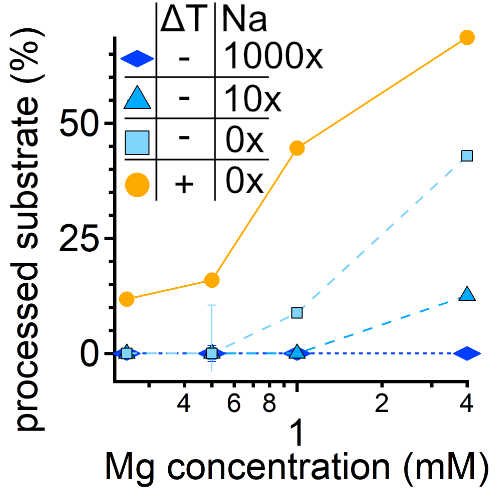 ΔT Na
- 1000x
- 10x
- 0x
+ 0x
processed substrate (%)
50
25
0
4 6 8 2 4
1
Mg concentration (mM)